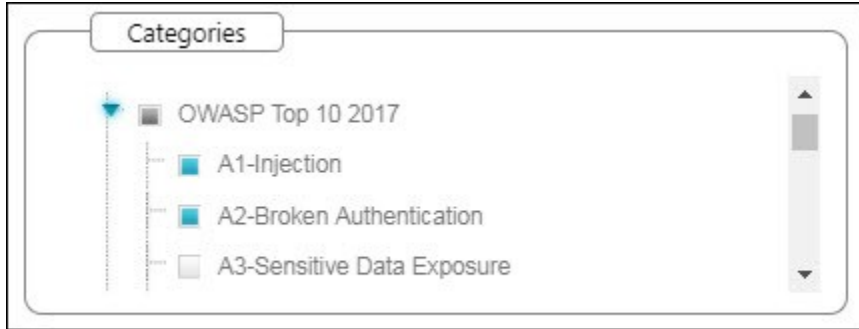 Categories
OWASP Top 10 2017
A1-Injection
A2-Broken Authentication
A3-Sensitive Data Exposure